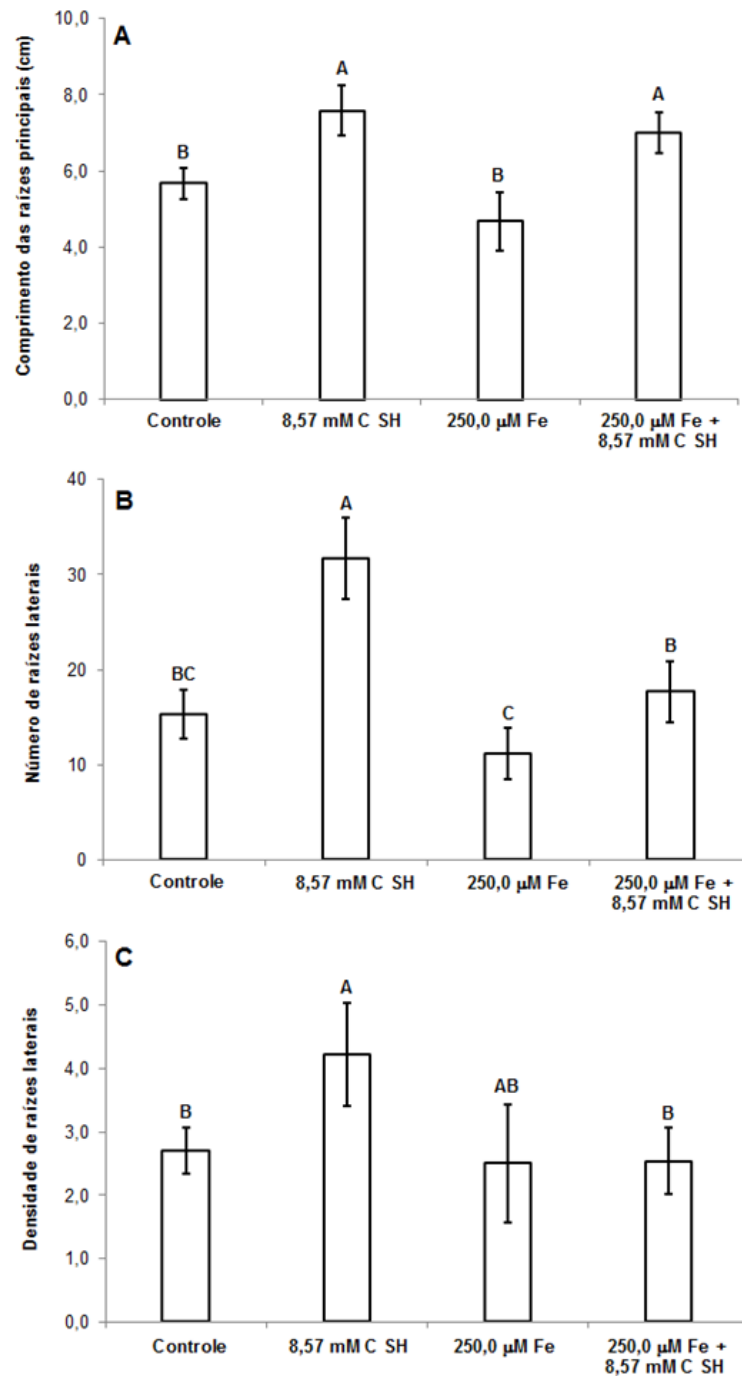 A
Comprimento das raízes principais (cm)
10,0
8,0
6,0
4,0
2,0
0,0
B
A
B
A
Controle
8,57 mM C SH
250,0 µM Fe
250,0 µM Fe +
8,57 mM C SH
B
Número de raízes laterais
40
30
20
10
0
BC
A
C
B
Controle
8,57 mM C SH
250,0 µM Fe
250,0 µM Fe +
8,57 mM C SH
C
Densidade de raízes laterais
6,0
5,0
4,0
3,0
2,0
1,0
0,0
B
A
AB
B
Controle
8,57 mM C SH
250,0 µM Fe
250,0 µM Fe +
8,57 mM C SH